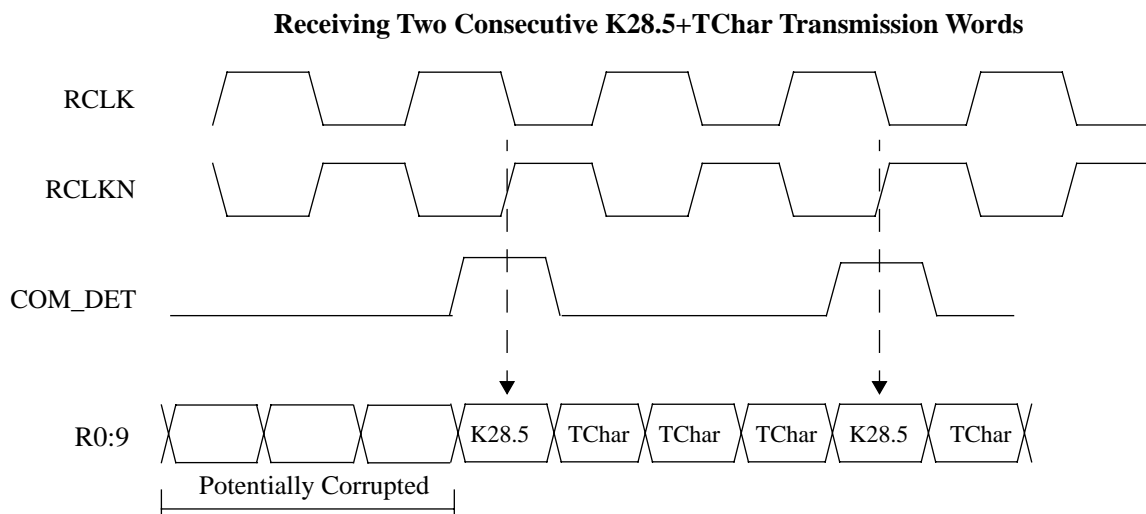 Receiving Two Consecutive K28.5+TChar Transmission Words
RCLK
RCLKN
COM_DET
R0:9
K28.5
TChar
TChar
TChar
K28.5
TChar
Potentially Corrupted